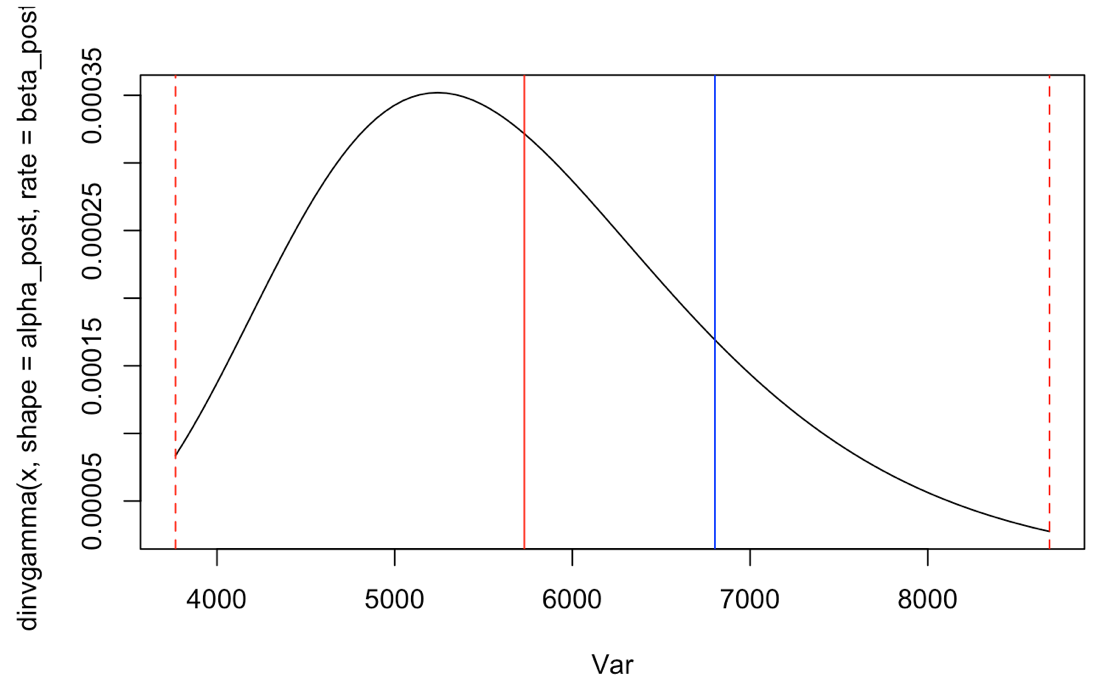 dinvgamma(x, shape = alpha_post, rate = beta_post
0.00035
0.00025
0.00015
0.00005
4000 5000 6000 7000 8000
Var